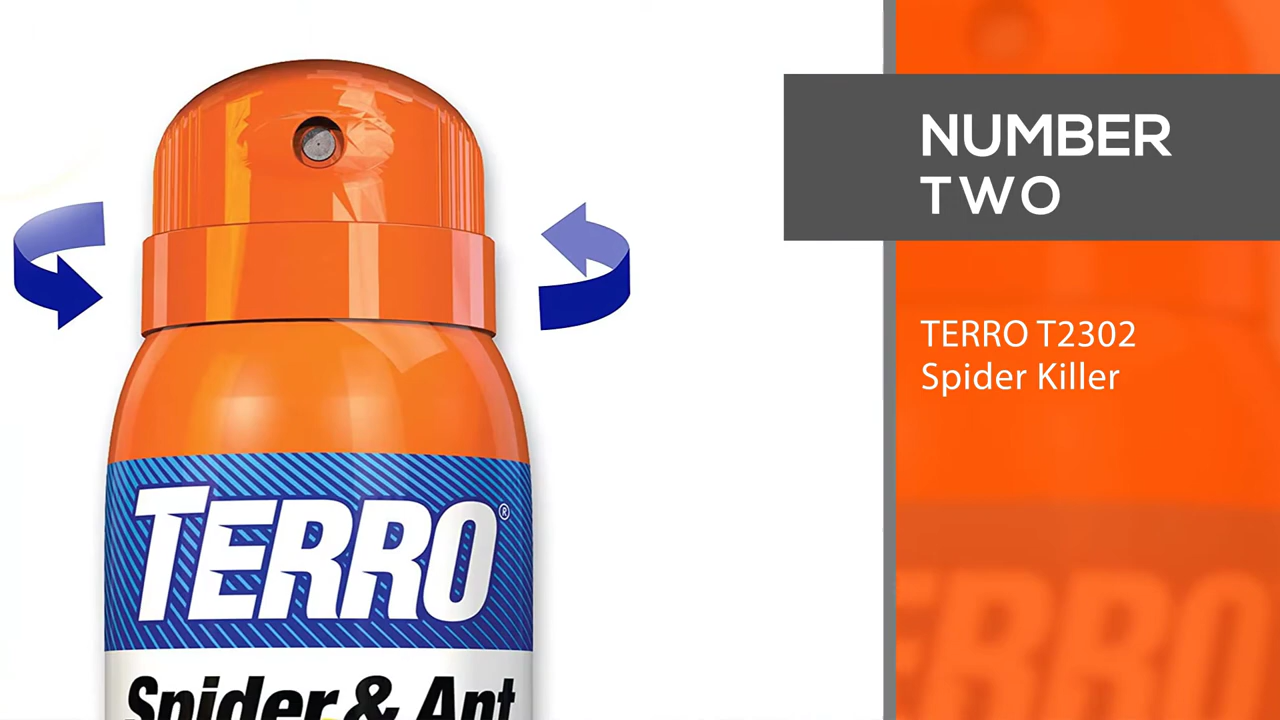 NUMBER
TWO
TERRO T2302
Spider Killer
TERRO®
Spider & Ant